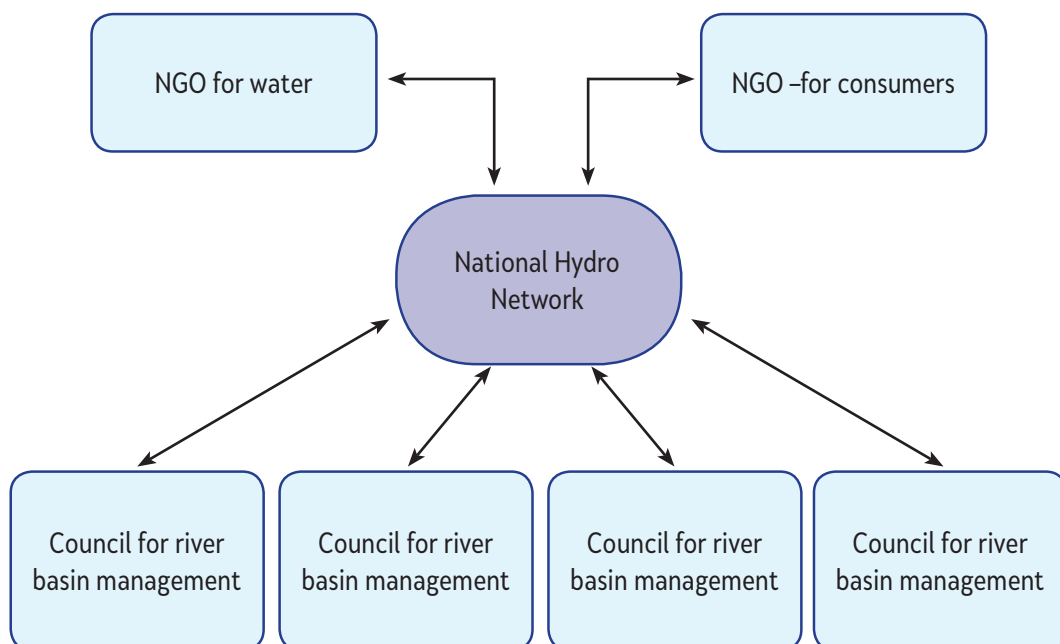 NGO for water
NGO –for consumers
National Hydro
Network
Council for river
basin management
Council for river
basin management
Council for river
basin management
Council for river
basin management